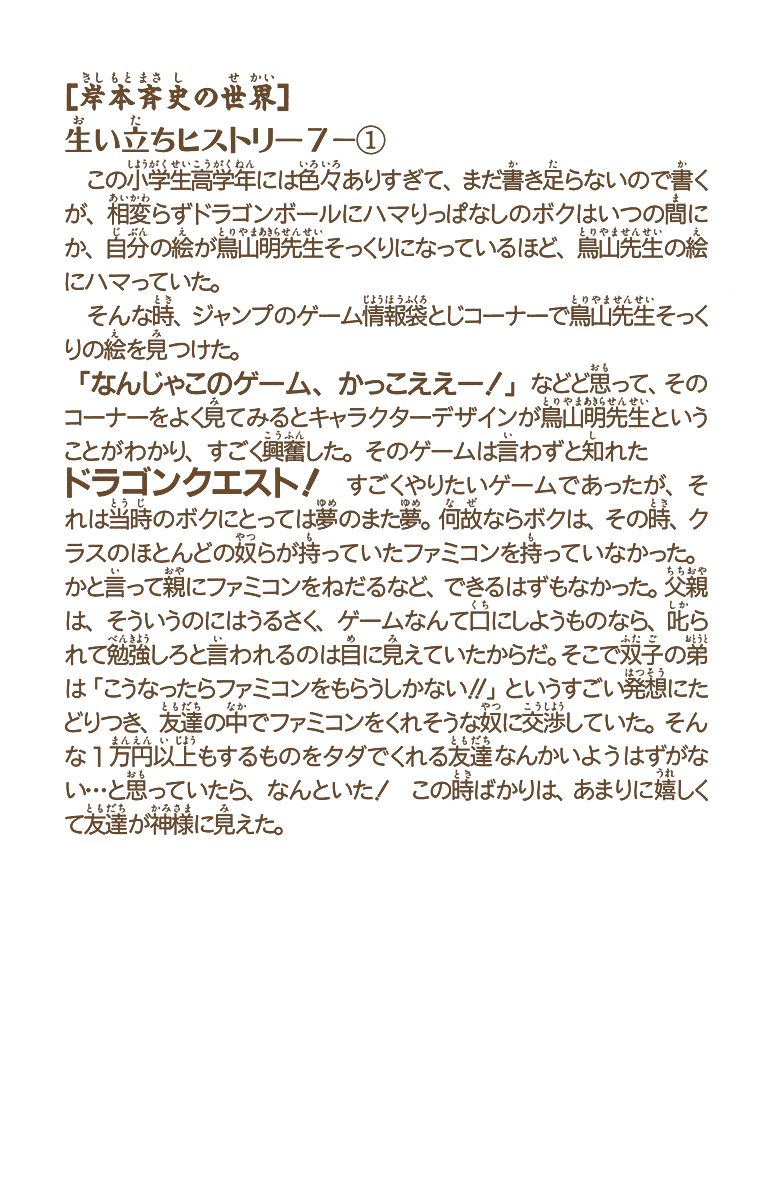 [岸本斉史の世界]
生い立ちヒストリー7−①
この小学生高学年には色々ありすぎて、まだ書き足らないので書く
が、相変らずドラゴンボールにハマりっぱなしのボクはいつの間に
か、自分の絵が鳥山明先生そっくりになっているほど、鳥山先生の絵
にハマっていた。
そんな時、ジャンプのゲーム情報袋とじコーナーで鳥山先生そっく
りの絵を見つけた。
「なんじゃこのゲーム、かっこええー!」などど思って、その
コーナーをよく見てみるとキャラクターデザインが鳥山明先生という
ことがわかり、すごく興奮した。そのゲームは言わずと知れた
ドラゴンクエスト! すごくやりたいゲームであったが、そ
れは当時のボクにとっては夢のまた夢。何故ならボクは、その時、ク
ラスのほとんどの奴らが持っていたファミコンを持っていなかった。
かと言って親にファミコンをねだるなど、できるはずもなかった。父親
は、そういうのにはうるさく、ゲームなんて口にしようものなら、叱ら
れて勉強しろと言われるのは目に見えていたからだ。そこで双子の弟
は「こうなったらファミコンをもらうしかない!!」というすごい発想にた
どりつき、友達の中でファミコンをくれそうな奴に交渉していた。そん
な1万円以上もするものをタダでくれる友達なんかいようはずがな
い…と思っていたら、なんといた! この時ばかりは、あまりに嬉しく
て友達が神様に見えた。